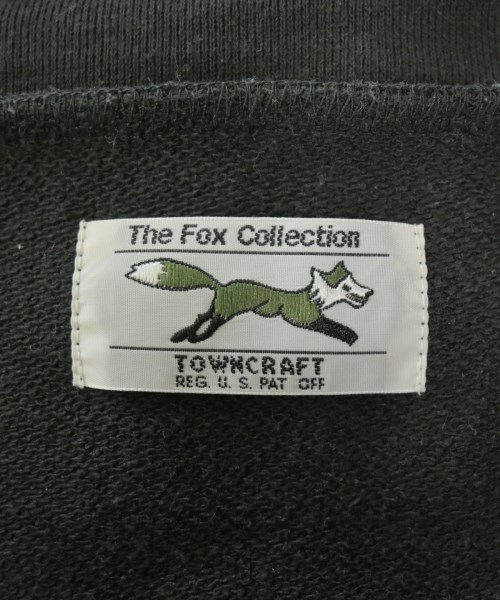 The Fox Collection
TOWNCRAFT
REG. U. S. PAT OFF